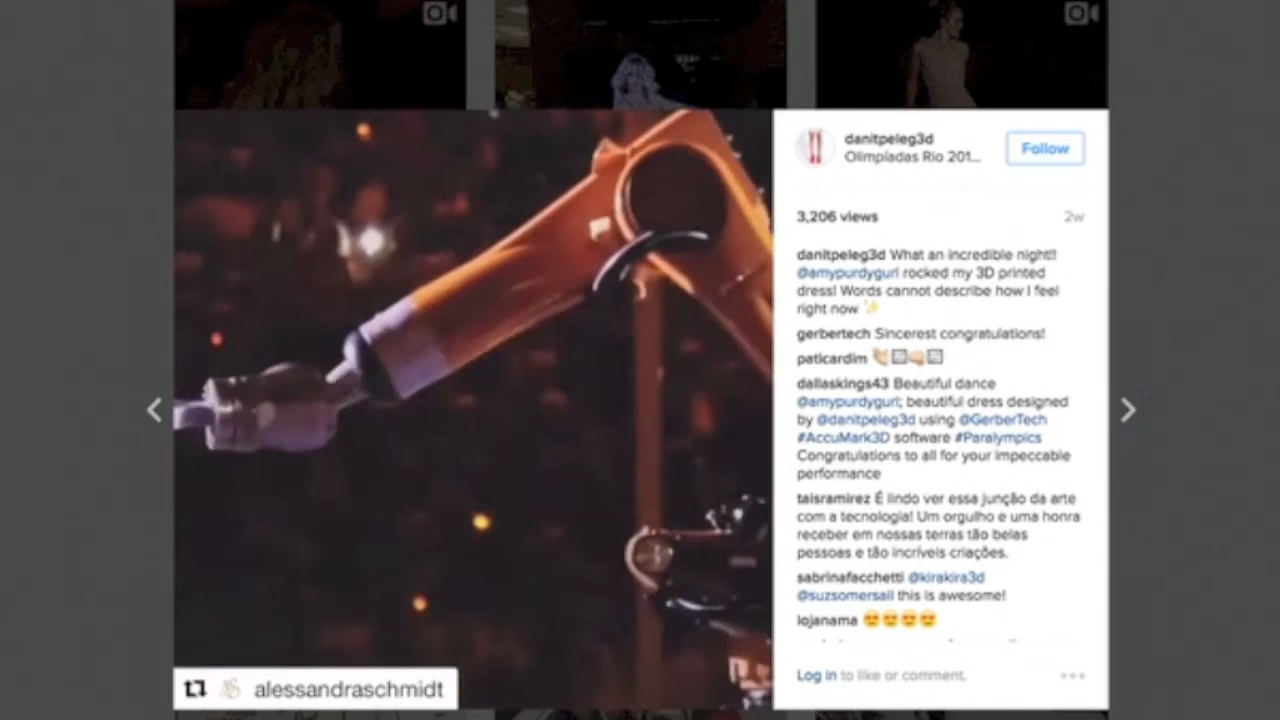 danitpeleg3d
Olimpíadas Rio 201...
Follow
3,206 views
2w
danitpeleg3d What an incredible night!!
@amypurdygurl rocked my 3D printed
dress! Words cannot describe how I feel
right now ✨
gerbertech Sincerest congratulations!
paticardim
dallaskings43 Beautiful dance
@amypurdygurl; beautiful dress designed
by @danitpeleg3d using @GerberTech
#AccuMark3D software #Paralympics
Congratulations to all for your impeccable
performance
taisramirez É lindo ver essa junção da arte
com a tecnologia! Um orgulho e uma honra
receber em nossas terras tão belas
pessoas e tão incríveis criações.
sabrinafacchetti @kirakira3d
@suzsomersall this is awesome!
lojanama 😍😍😍😍
Log in to like or comment.
alessandraschmidt